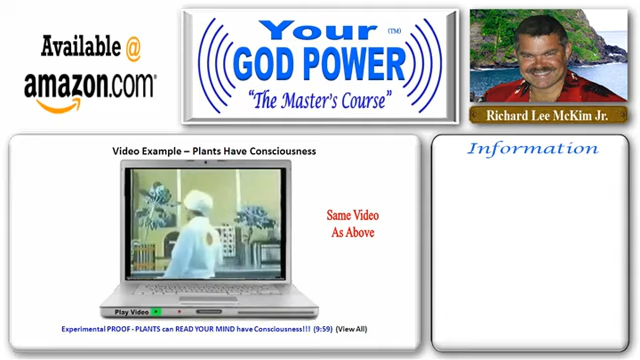 Available @
amazon.com
Your (TM)
GOD POWER
"The Master's Course"
Richard Lee McKim Jr.
Video Example – Plants Have Consciousness
Same Video
As Above
Play Video
Experimental PROOF - PLANTS can READ YOUR MIND have Consciousness!!! (9:59) (View All)
Information